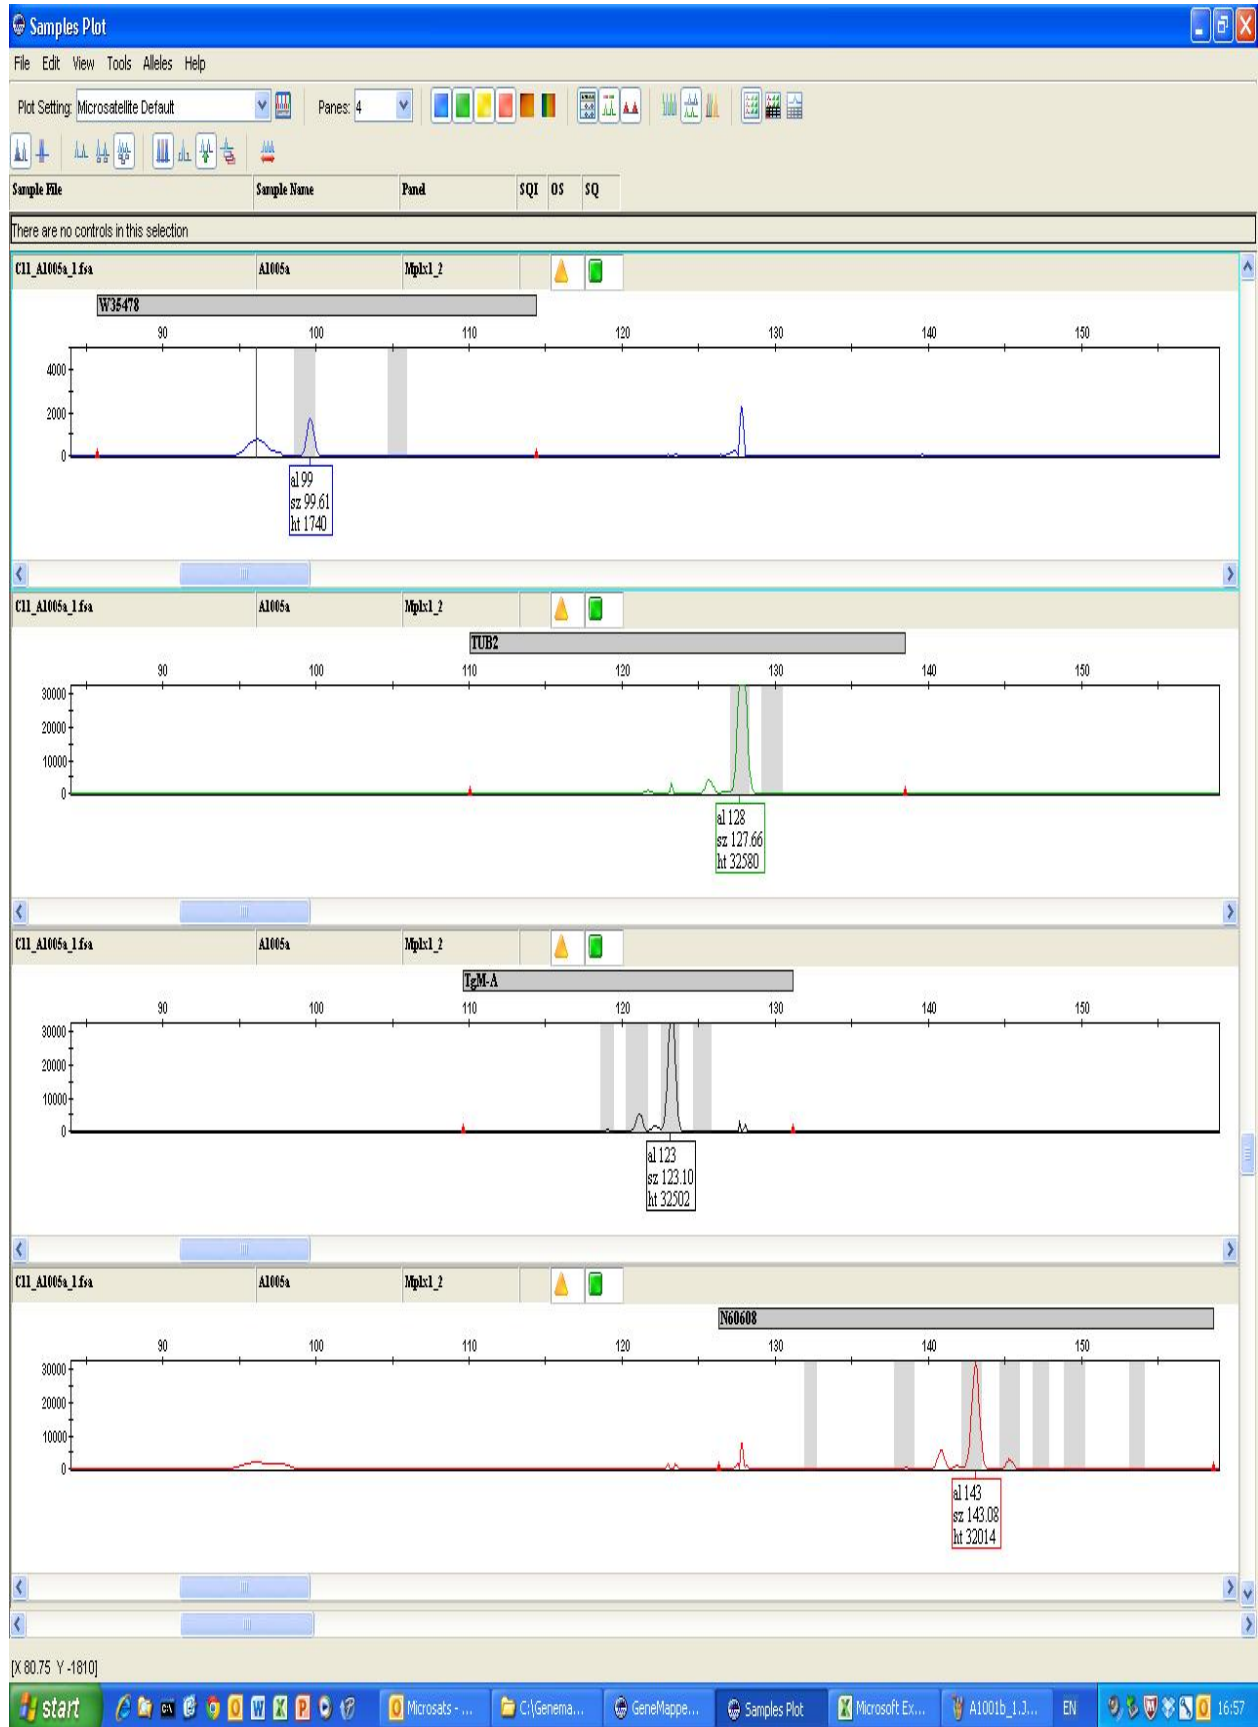 Samples Plot
File Edit View Tools Alleles Help
Plot Setting: Microsatellite Default Panes: 4
Sample File Sample Name Panel SQI OS SQ
There are no controls in this selection
C11_A1005a_1.fsa A1005a Mplx1_2
W35478
90 100 110 120 130 140 150
4000
2000
0
al 99
sz 99.61
ht 1740
C11_A1005a_1.fsa A1005a Mplx1_2
TUB2
90 100 110 120 130 140 150
30000
20000
10000
0
al 128
sz 127.66
ht 32580
C11_A1005a_1.fsa A1005a Mplx1_2
TgM-A
90 100 110 120 130 140 150
30000
20000
10000
0
al 123
sz 123.10
ht 32502
C11_A1005a_1.fsa A1005a Mplx1_2
N60608
90 100 110 120 130 140 150
30000
20000
10000
0
al 143
sz 143.08
ht 32014
[X 80.75 Y -1810]
start Microsats - ... C:\Genema... GeneMappe... Samples Plot Microsoft Ex... A1001b_1.J... EN 16:57